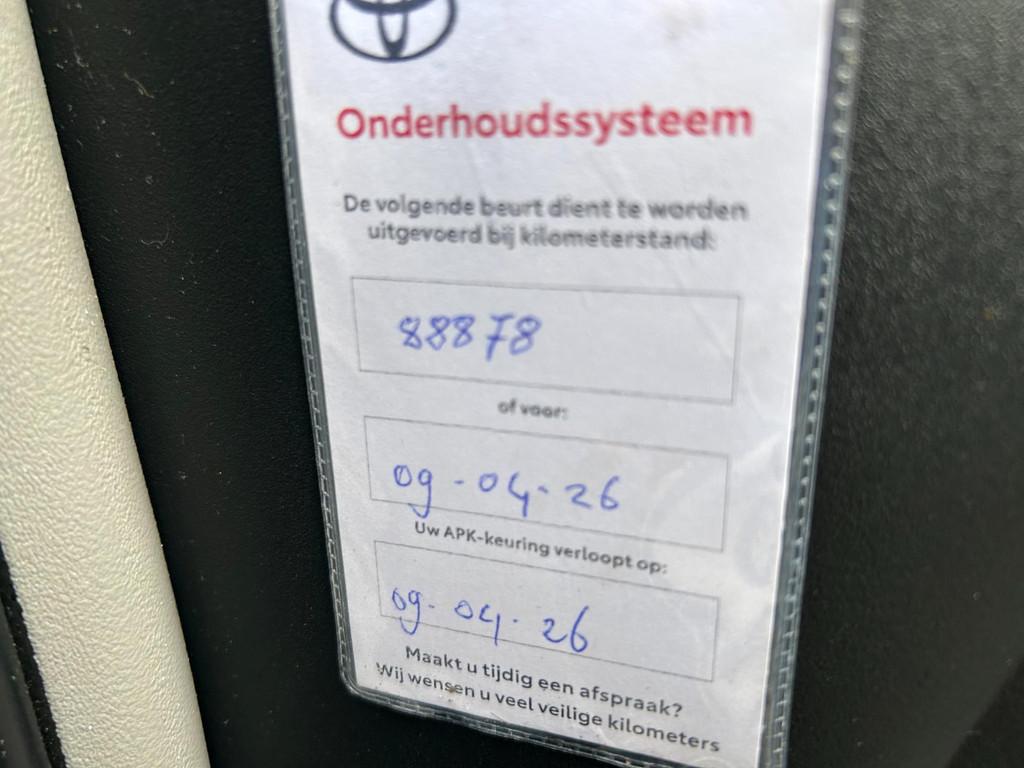 Onderhoudssysteem
De volgende beurt dient te worden
uitgevoerd bij kilometerstand:
88878
of voor:
09-04-26
Uw APK-keuring verloopt op:
09-04-26
Maakt u tijdig een afspraak?
Wij wensen u veel veilige kilometers